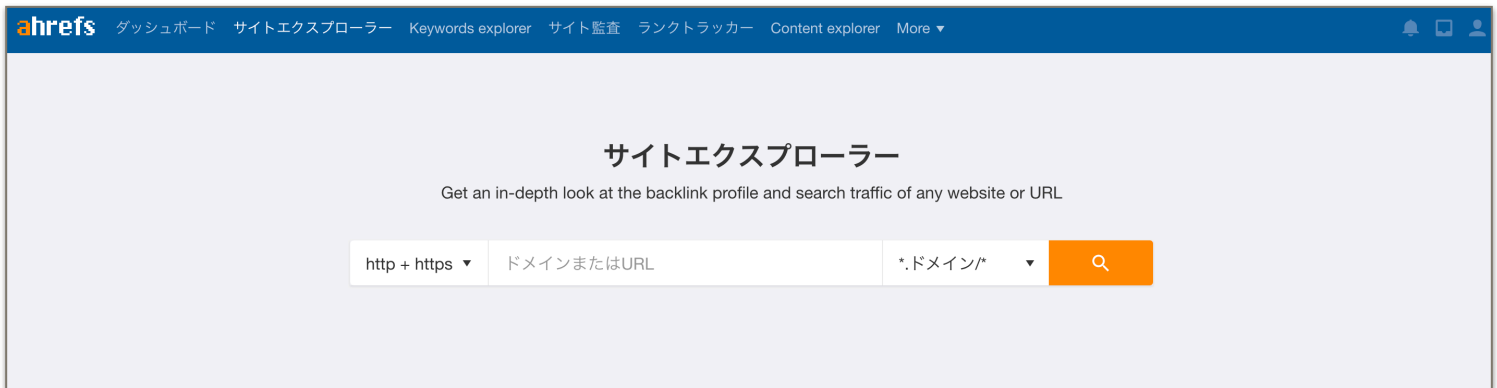 ahrefs ダッシュボード サイトエクスプローラー Keywords explorer サイト監査 ランクトラッカー Content explorer More
サイトエクスプローラー
Get an in-depth look at the backlink profile and search traffic of any website or URL
http + https ドメインまたはURL *.ドメイン/*